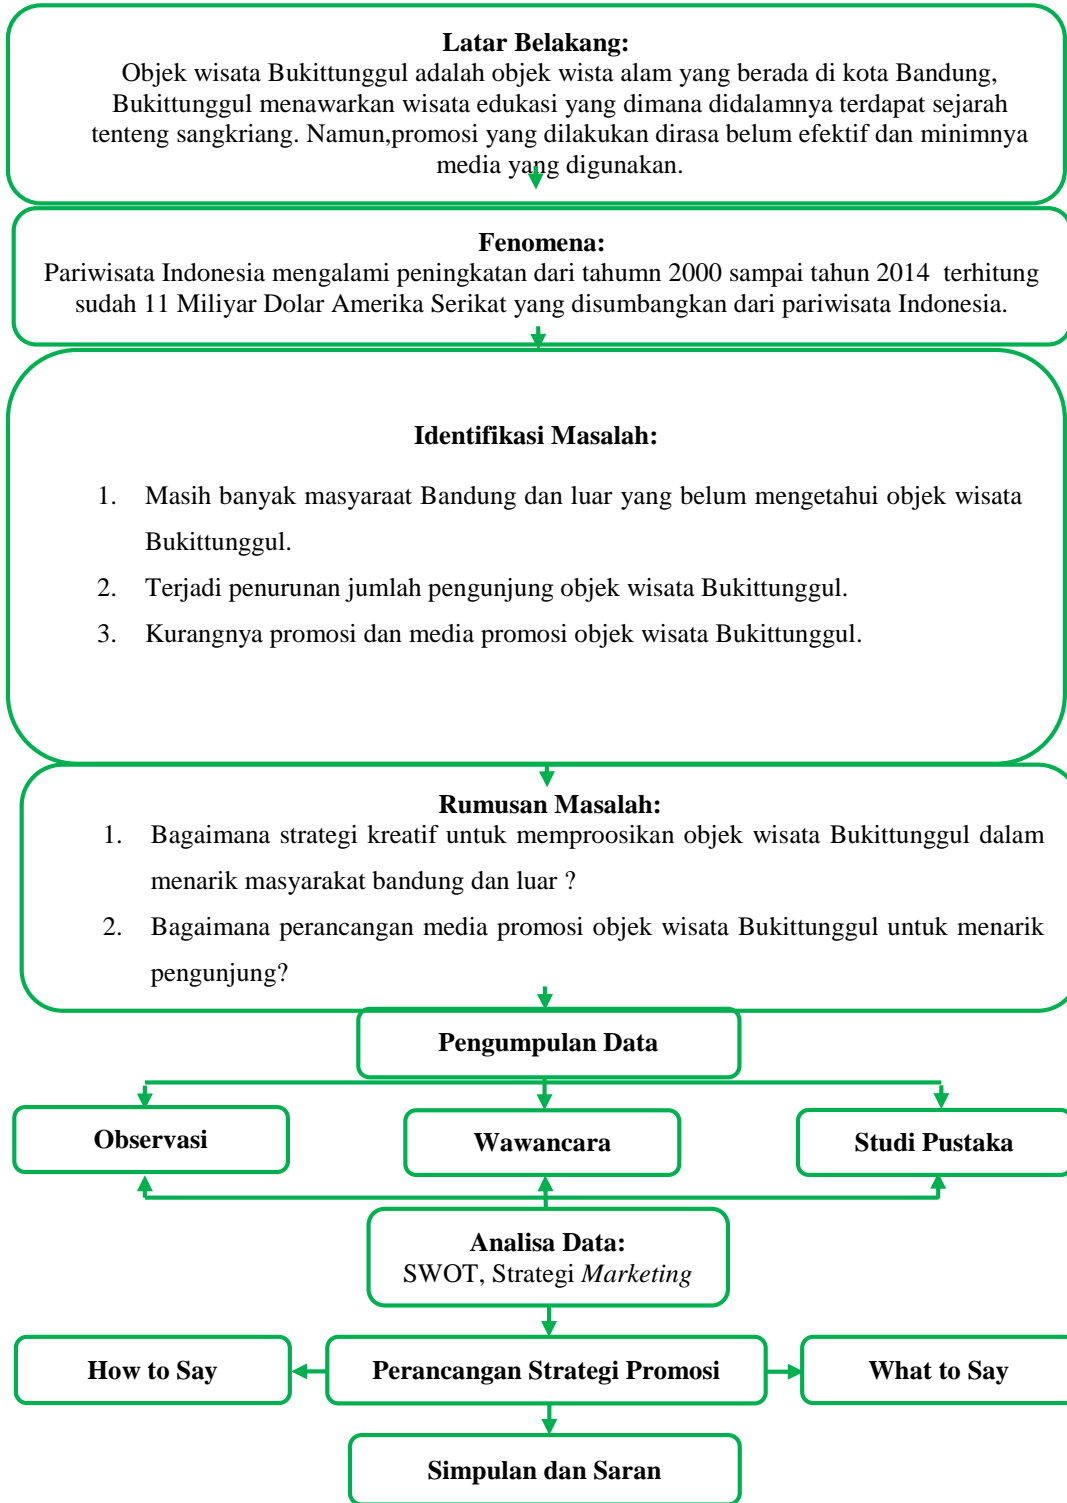 Latar Belakang:
Objek wisata Bukittunggul adalah objek wista alam yang berada di kota Bandung,
Bukittunggul menawarkan wisata edukasi yang dimana didalamnya terdapat sejarah
tenteng sangkriang. Namun,promosi yang dilakukan dirasa belum efektif dan minimnya
media yang digunakan.
Fenomena:
Pariwisata Indonesia mengalami peningkatan dari tahumn 2000 sampai tahun 2014 terhitung
sudah 11 Miliyar Dolar Amerika Serikat yang disumbangkan dari pariwisata Indonesia.
Identifikasi Masalah:
1. Masih banyak masyaraat Bandung dan luar yang belum mengetahui objek wisata
Bukittunggul.
2. Terjadi penurunan jumlah pengunjung objek wisata Bukittunggul.
3. Kurangnya promosi dan media promosi objek wisata Bukittunggul.
Rumusan Masalah:
1. Bagaimana strategi kreatif untuk memproosikan objek wisata Bukittunggul dalam
menarik masyarakat bandung dan luar ?
2. Bagaimana perancangan media promosi objek wisata Bukittunggul untuk menarik
pengunjung?
Pengumpulan Data
Observasi
Wawancara
Studi Pustaka
Analisa Data:
SWOT, Strategi Marketing
How to Say
Perancangan Strategi Promosi
What to Say
Simpulan dan Saran